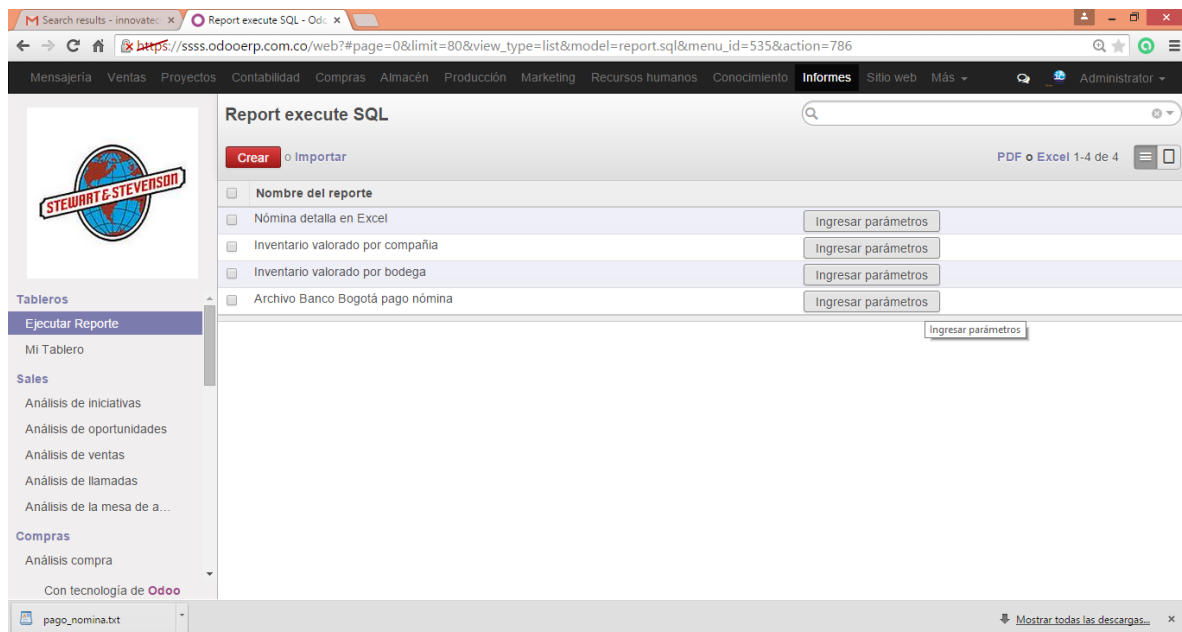 Search results - innovatec
Report execute SQL - Odo
https://ssss.odooerp.com.co/web?#page=0&limit=80&view_type=list&model=report.sql&menu_id=535&action=786
Mensajería Ventas Proyectos Contabilidad Compras Almacén Producción Marketing Recursos humanos Conocimiento Informes Sitio web Más Administrator
STEWART & STEVENSON
Report execute SQL
Crear o Importar
PDF o Excel 1-4 de 4
Nombre del reporte
Nómina detalla en Excel Ingresar parámetros
Inventario valorado por compañia Ingresar parámetros
Inventario valorado por bodega Ingresar parámetros
Archivo Banco Bogotá pago nómina Ingresar parámetros
Ingresar parámetros
Tableros
Ejecutar Reporte
Mi Tablero
Sales
Análisis de iniciativas
Análisis de oportunidades
Análisis de ventas
Análisis de llamadas
Análisis de la mesa de a...
Compras
Análisis compra
Con tecnología de Odoo
pago_nomina.txt
Mostrar todas las descargas...